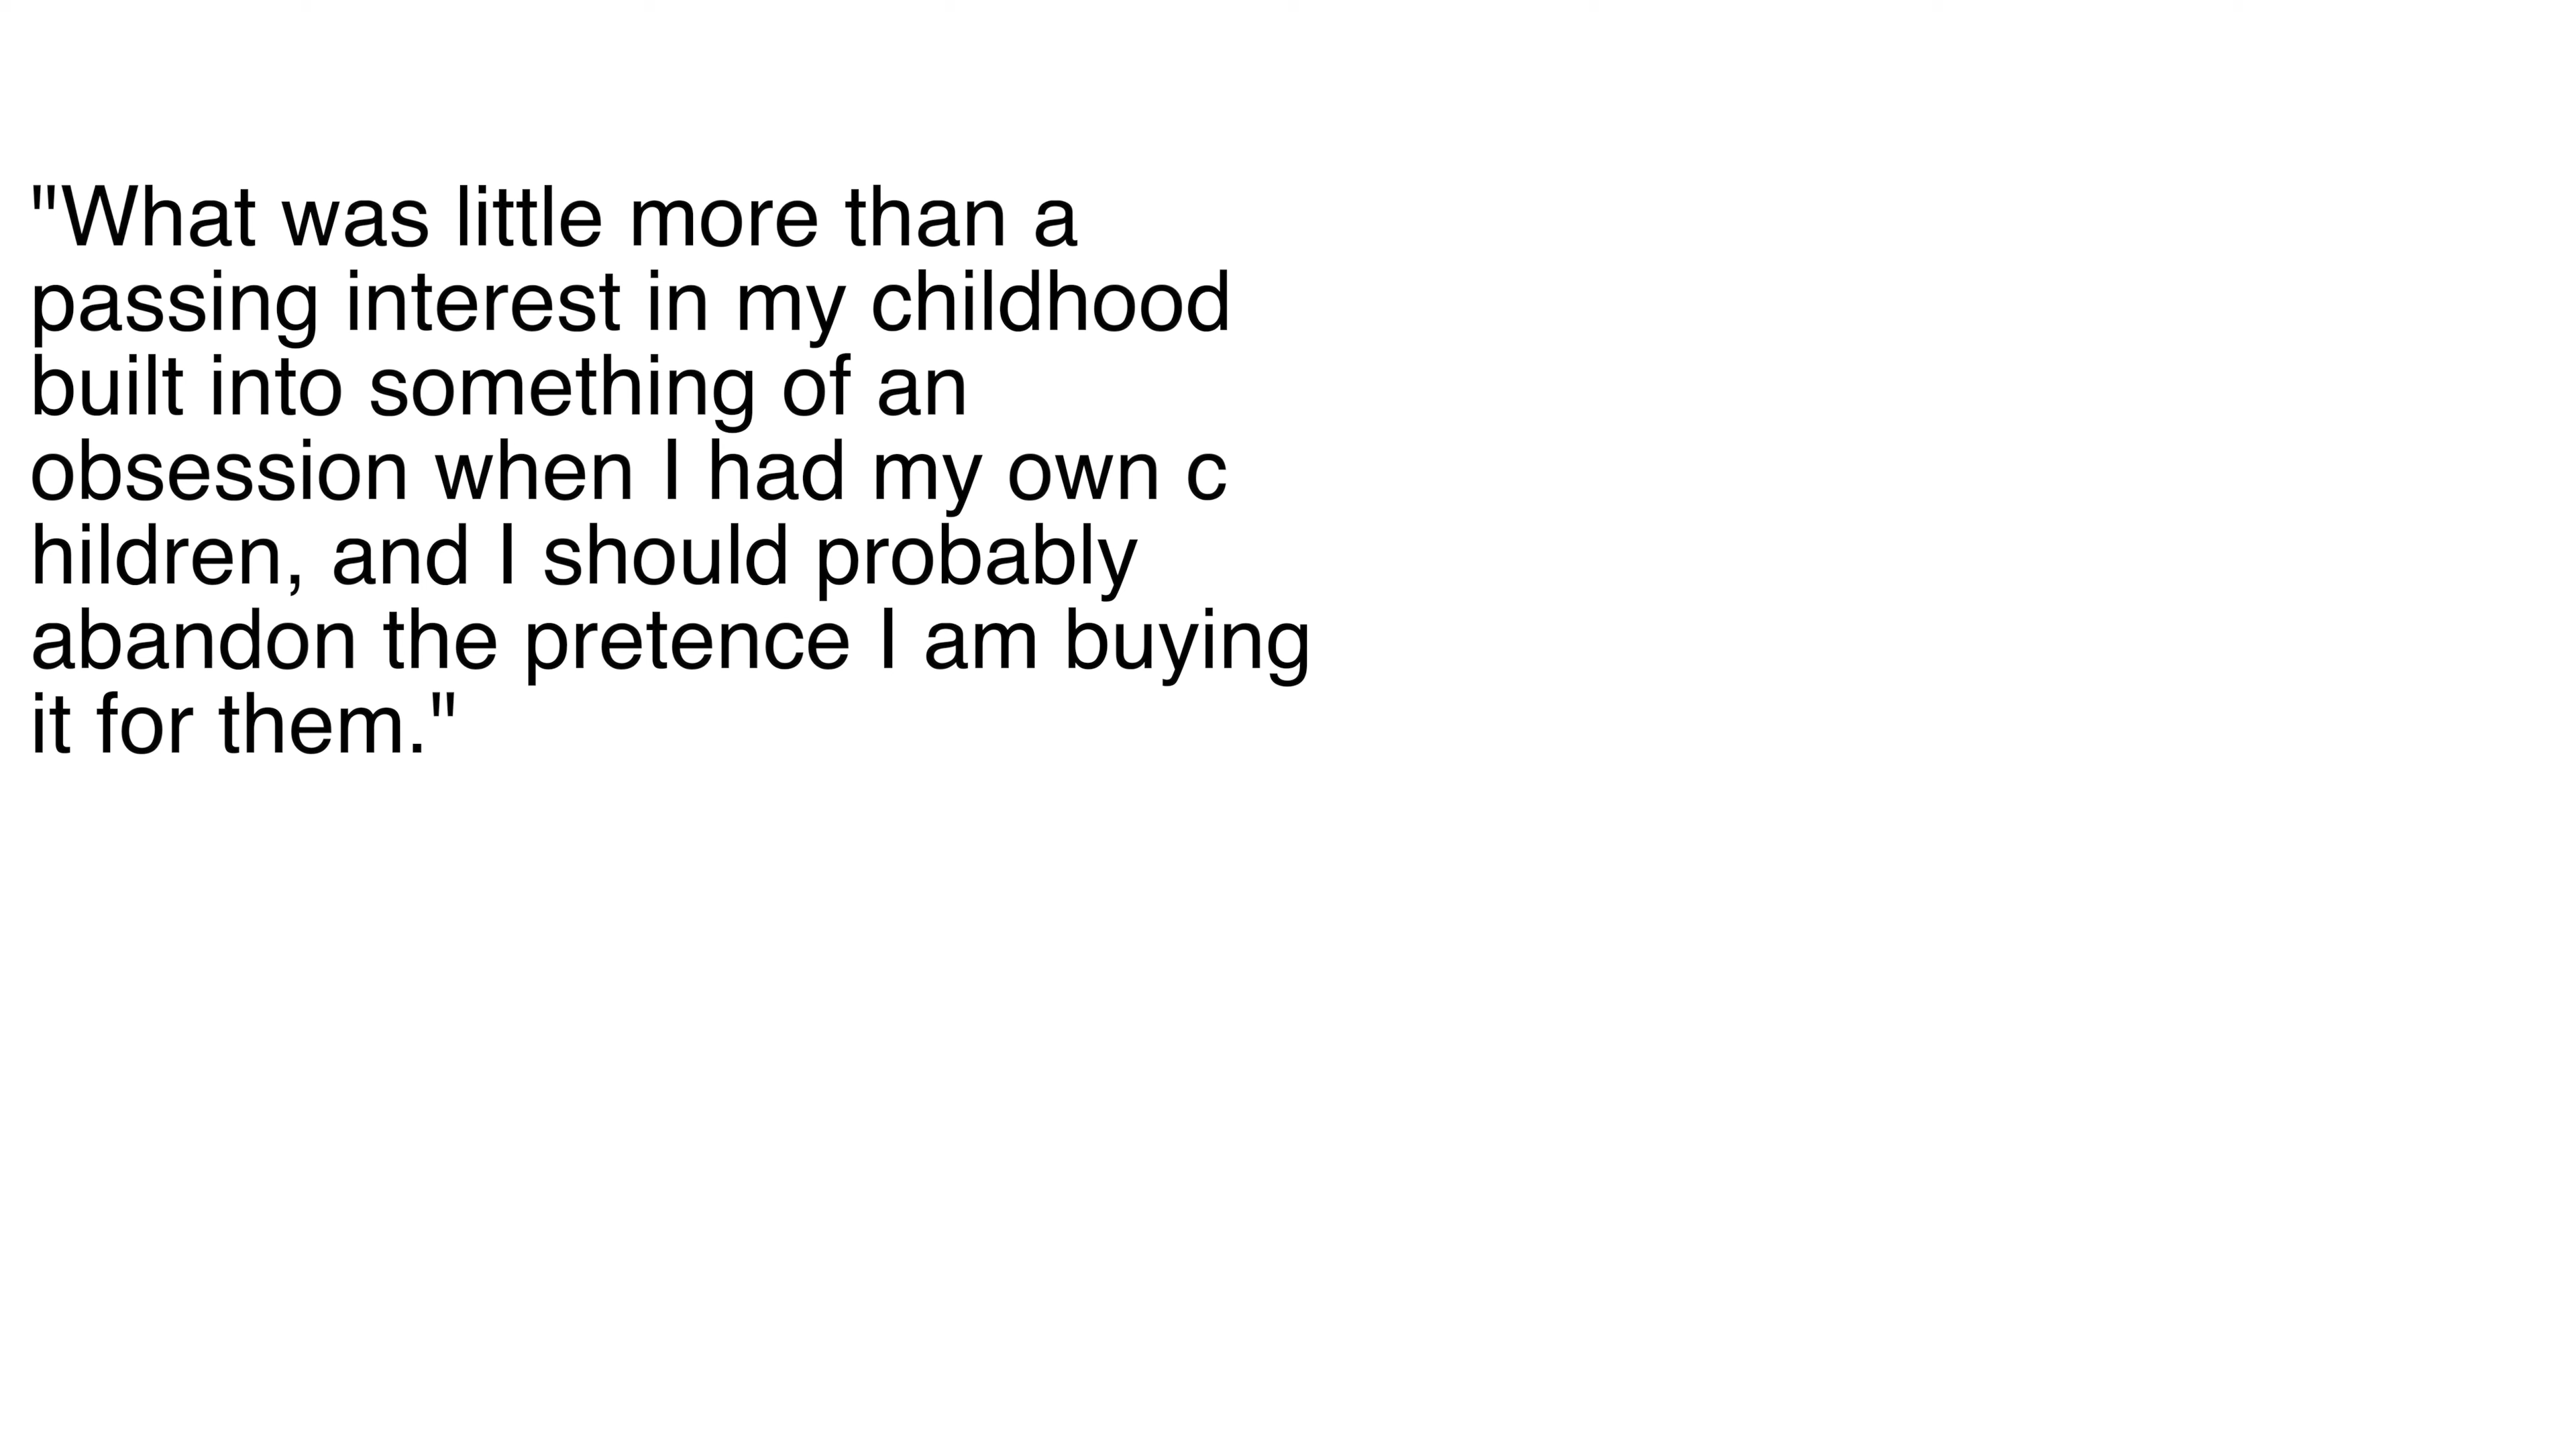 "What was little more than a
passing interest in my childhood
built into something of an
obsession when I had my own c
hildren, and I should probably
abandon the pretence I am buying
it for them."